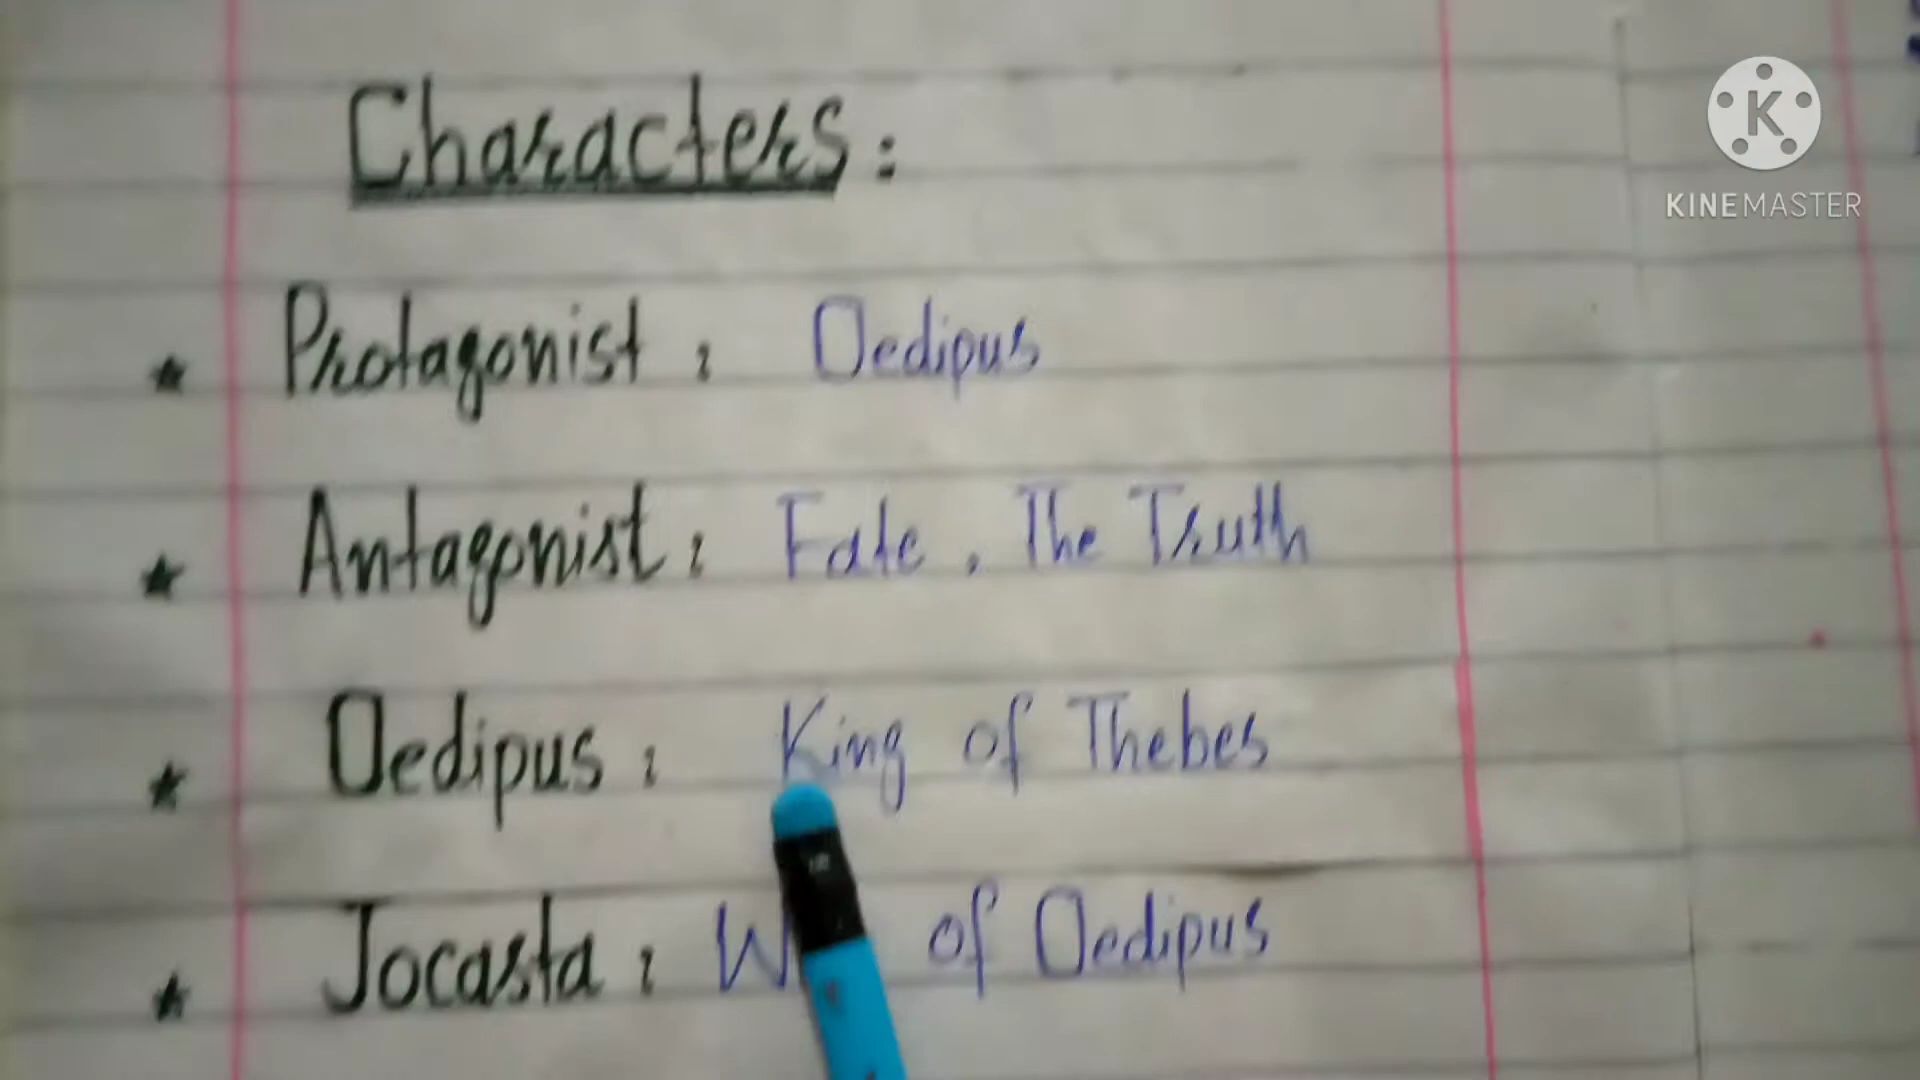 Characters:
KINEMASTER
★ Protagonist: Oedipus
★ Antagonist: Fate, The Truth
★ Oedipus: King of Thebes
★ Jocasta: of Oedipus